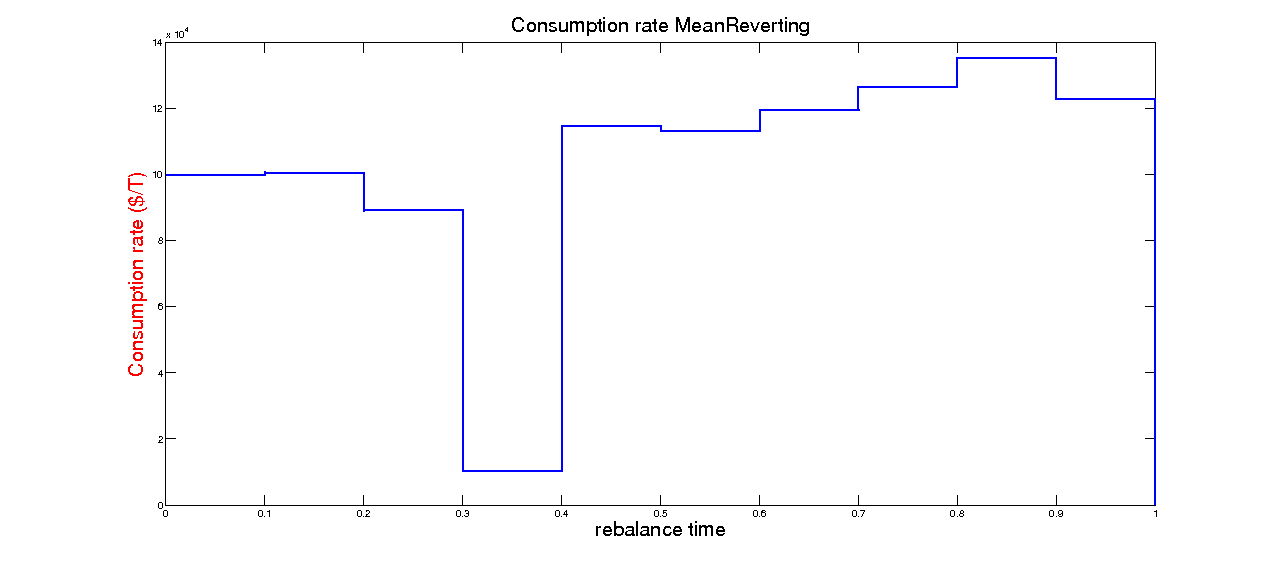 Consumption rate MeanReverting
x 10^4
14
12
10
8
6
4
2
0
Consumption rate ($/T)
0 0.1 0.2 0.3 0.4 0.5 0.6 0.7 0.8 0.9 1
rebalance time